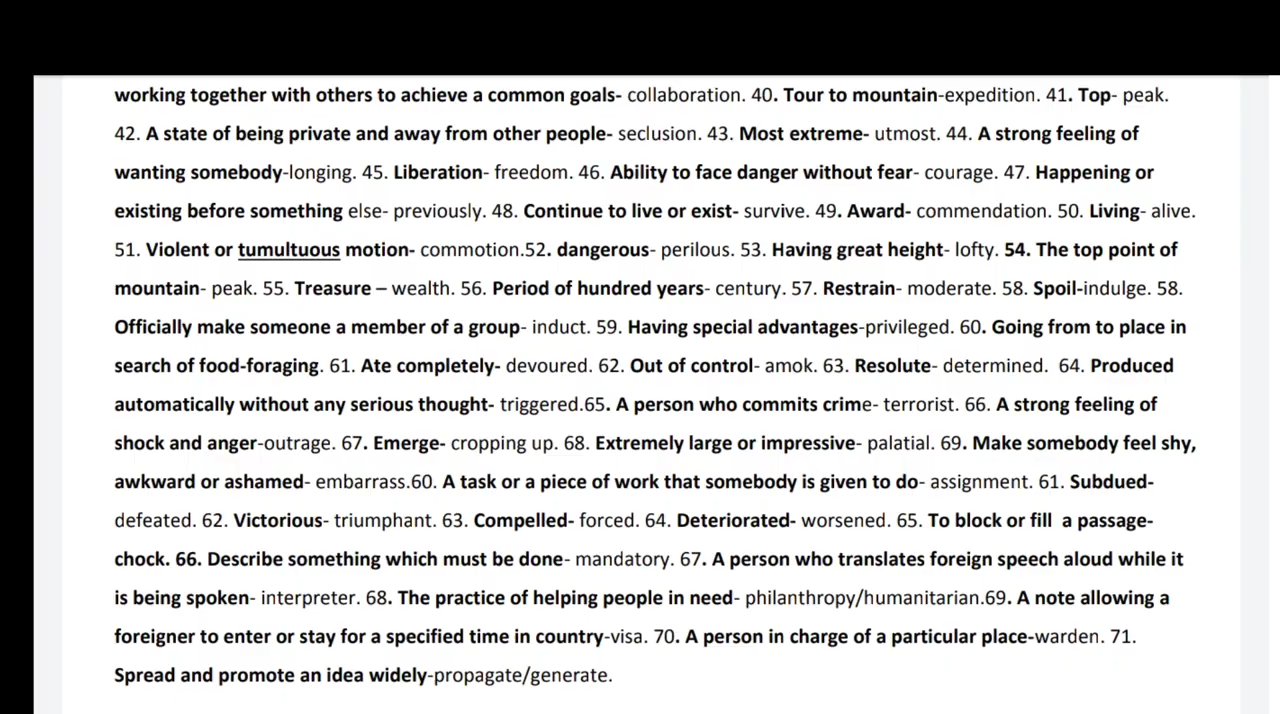 working together with others to achieve a common goals- collaboration. 40. Tour to mountain-expedition. 41. Top- peak.
42. A state of being private and away from other people- seclusion. 43. Most extreme- utmost. 44. A strong feeling of
wanting somebody-longing. 45. Liberation- freedom. 46. Ability to face danger without fear- courage. 47. Happening or
existing before something else- previously. 48. Continue to live or exist- survive. 49. Award- commendation. 50. Living- alive.
51. Violent or tumultuous motion- commotion.52. dangerous- perilous. 53. Having great height- lofty. 54. The top point of
mountain- peak. 55. Treasure – wealth. 56. Period of hundred years- century. 57. Restrain- moderate. 58. Spoil-indulge. 58.
Officially make someone a member of a group- induct. 59. Having special advantages-privileged. 60. Going from to place in
search of food-foraging. 61. Ate completely- devoured. 62. Out of control- amok. 63. Resolute- determined. 64. Produced
automatically without any serious thought- triggered.65. A person who commits crime- terrorist. 66. A strong feeling of
shock and anger-outrage. 67. Emerge- cropping up. 68. Extremely large or impressive- palatial. 69. Make somebody feel shy,
awkward or ashamed- embarrass.60. A task or a piece of work that somebody is given to do- assignment. 61. Subdued-
defeated. 62. Victorious- triumphant. 63. Compelled- forced. 64. Deteriorated- worsened. 65. To block or fill a passage-
chock. 66. Describe something which must be done- mandatory. 67. A person who translates foreign speech aloud while it
is being spoken- interpreter. 68. The practice of helping people in need- philanthropy/humanitarian.69. A note allowing a
foreigner to enter or stay for a specified time in country-visa. 70. A person in charge of a particular place-warden. 71.
Spread and promote an idea widely-propagate/generate.